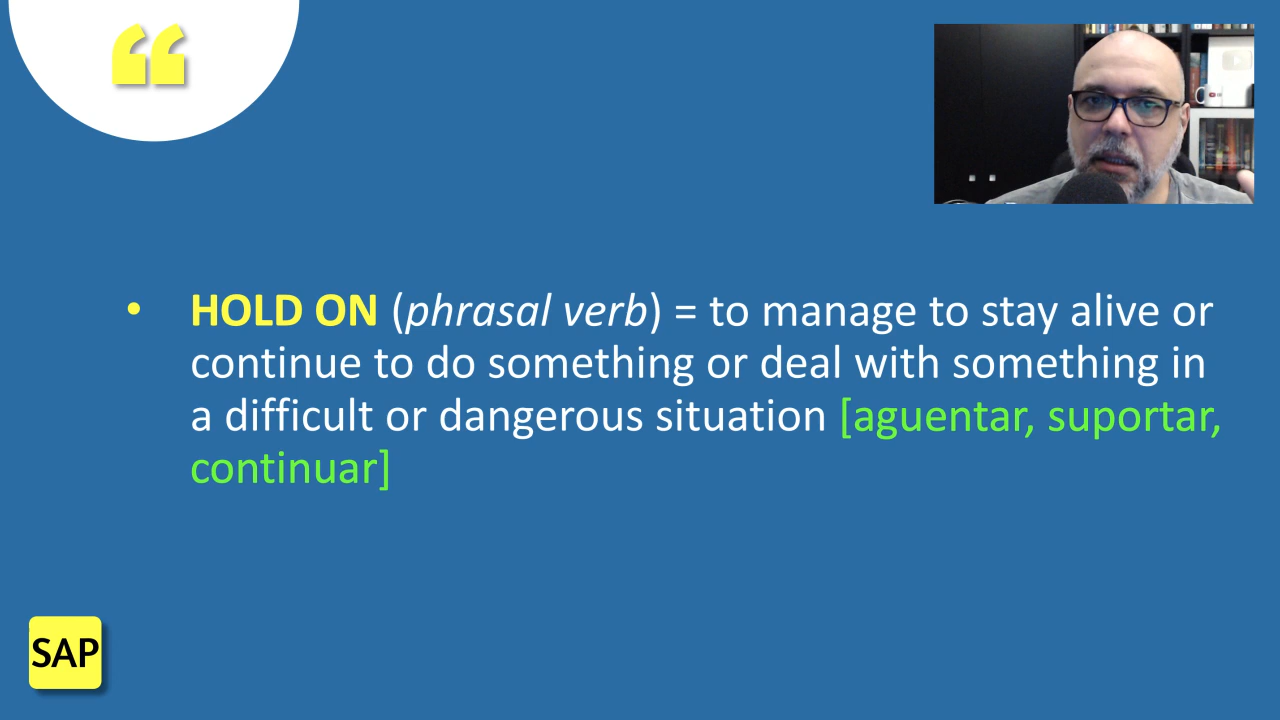 “
• HOLD ON (phrasal verb) = to manage to stay alive or
continue to do something or deal with something in
a difficult or dangerous situation [aguentar, suportar,
continuar]
SAP